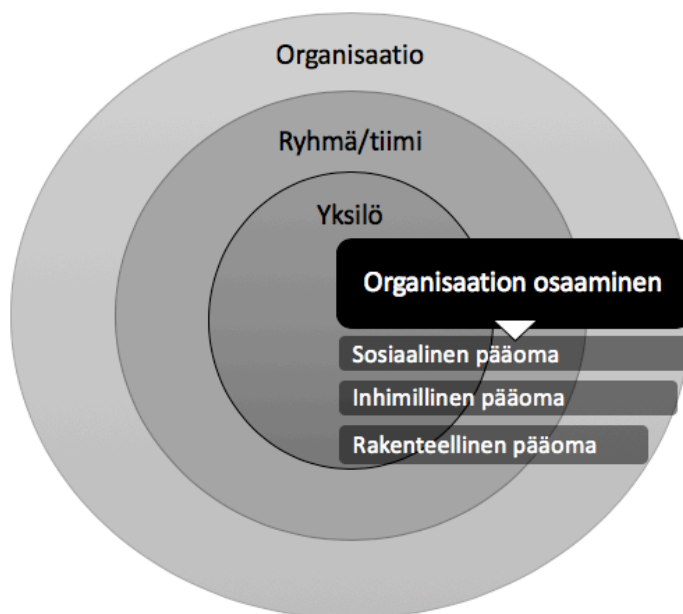 Organisaatio
Ryhmä/tiimi
Yksilö
Organisaation osaaminen
Sosiaalinen pääoma
Inhimillinen pääoma
Rakenteellinen pääoma